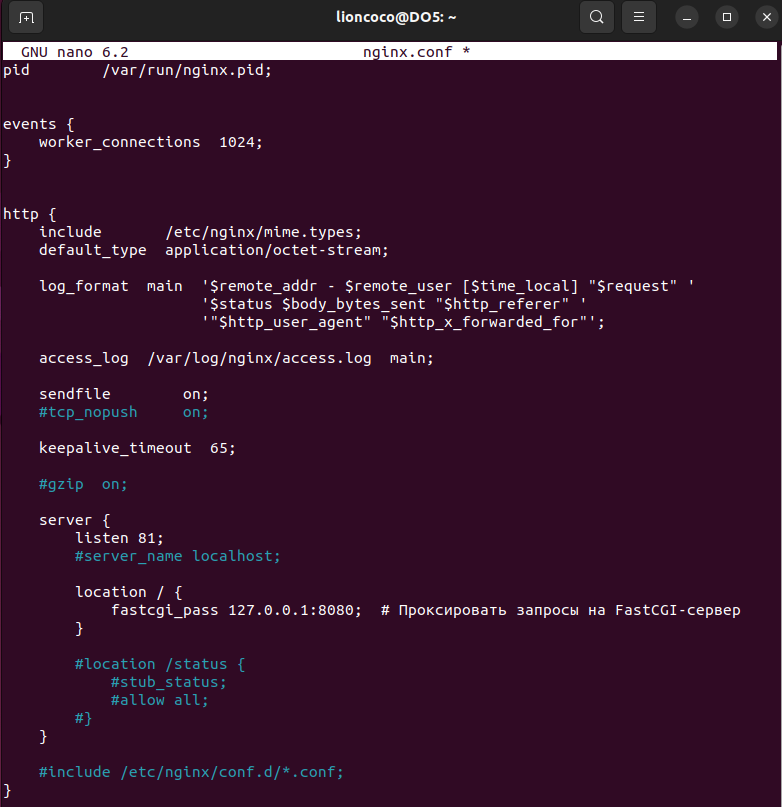 lioncoco@DO5: ~
GNU nano 6.2 nginx.conf *
pid        /var/run/nginx.pid;
events {
    worker_connections  1024;
}
http {
    include       /etc/nginx/mime.types;
    default_type  application/octet-stream;
    log_format  main  '$remote_addr - $remote_user [$time_local] "$request" '
                      '$status $body_bytes_sent "$http_referer" '
                      '"$http_user_agent" "$http_x_forwarded_for"';
    access_log  /var/log/nginx/access.log  main;
    sendfile        on;
    #tcp_nopush     on;
    keepalive_timeout  65;
    #gzip  on;
    server {
        listen 81;
        #server_name localhost;
        location / {
            fastcgi_pass 127.0.0.1:8080;  # Проксировать запросы на FastCGI-сервер
        }
        #location /status {
            #stub_status;
            #allow all;
        #}
    }
    #include /etc/nginx/conf.d/*.conf;
}